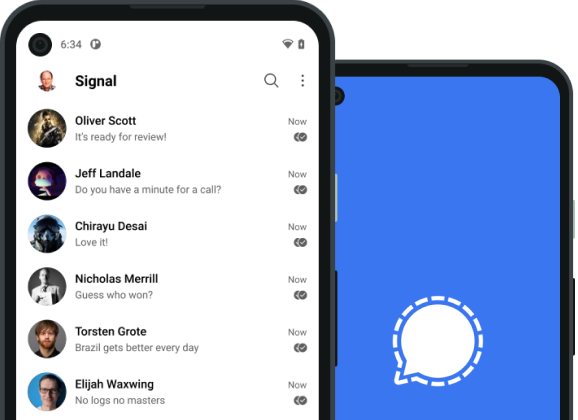 6:34
Signal
Oliver Scott
Now
It's ready for review!
Jeff Landale
Now
Do you have a minute for a call?
Chirayu Desai
Now
Love it!
Nicholas Merrill
Now
Guess who won?
Torsten Grote
Now
Brazil gets better every day
Elijah Waxwing
Now
No logs no masters